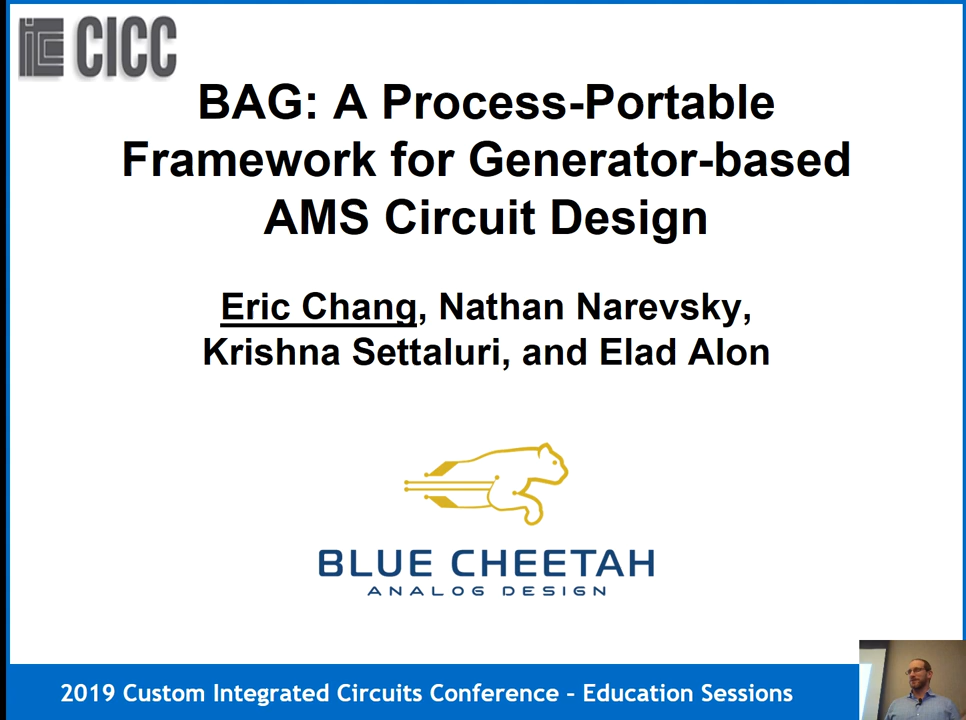 CICC
BAG: A Process-Portable
Framework for Generator-based
AMS Circuit Design
Eric Chang, Nathan Narevsky,
Krishna Settaluri, and Elad Alon
BLUE CHEETAH
ANALOG DESIGN
2019 Custom Integrated Circuits Conference – Education Sessions